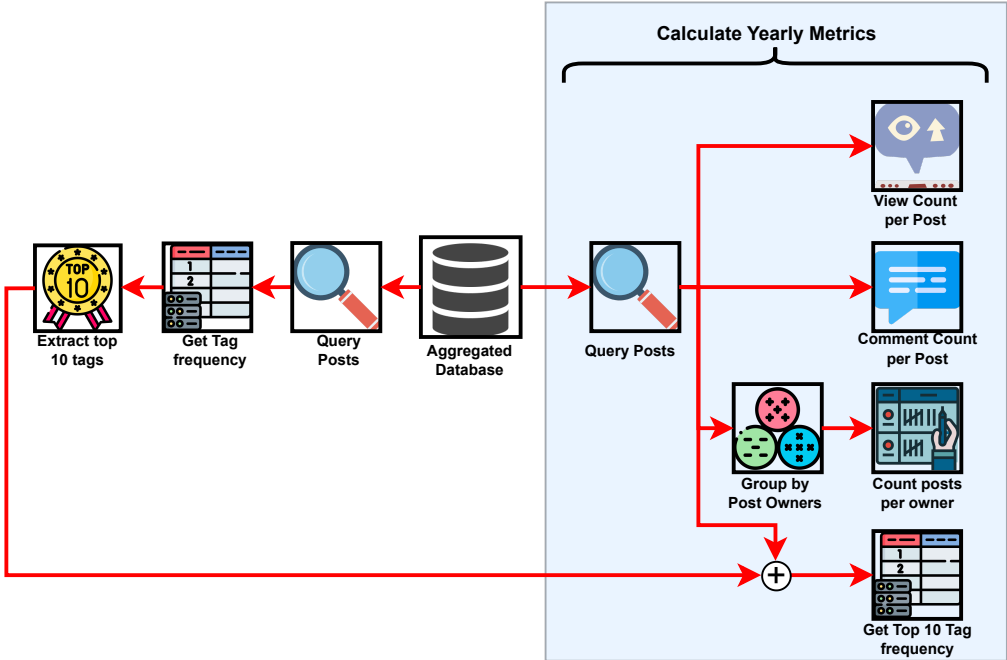 Calculate Yearly Metrics
View Count
per Post
TOP
10
Extract top
10 tags
1
2
Get Tag
frequency
Query
Posts
Aggregated
Database
Query Posts
Comment Count
per Post
Group by
Post Owners
Count posts
per owner
1
2
Get Top 10 Tag
frequency